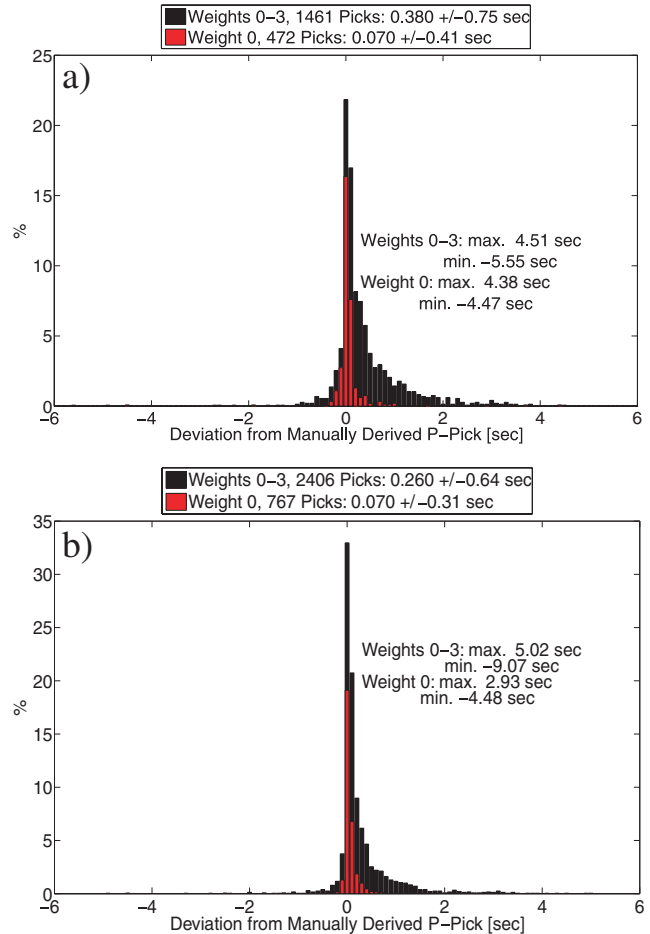 Weights 0−3, 1461 Picks: 0.380 +/−0.75 sec
Weight 0, 472 Picks: 0.070 +/−0.41 sec
a)
25
20
15
10
5
0
%
Weights 0−3: max. 4.51 sec
min. −5.55 sec
Weight 0: max. 4.38 sec
min. −4.47 sec
−6 −4 −2 0 2 4 6
Deviation from Manually Derived P−Pick [sec]
Weights 0−3, 2406 Picks: 0.260 +/−0.64 sec
Weight 0, 767 Picks: 0.070 +/−0.31 sec
b)
35
30
25
20
15
10
5
0
%
Weights 0−3: max. 5.02 sec
min. −9.07 sec
Weight 0: max. 2.93 sec
min. −4.48 sec
−6 −4 −2 0 2 4 6
Deviation from Manually Derived P−Pick [sec]